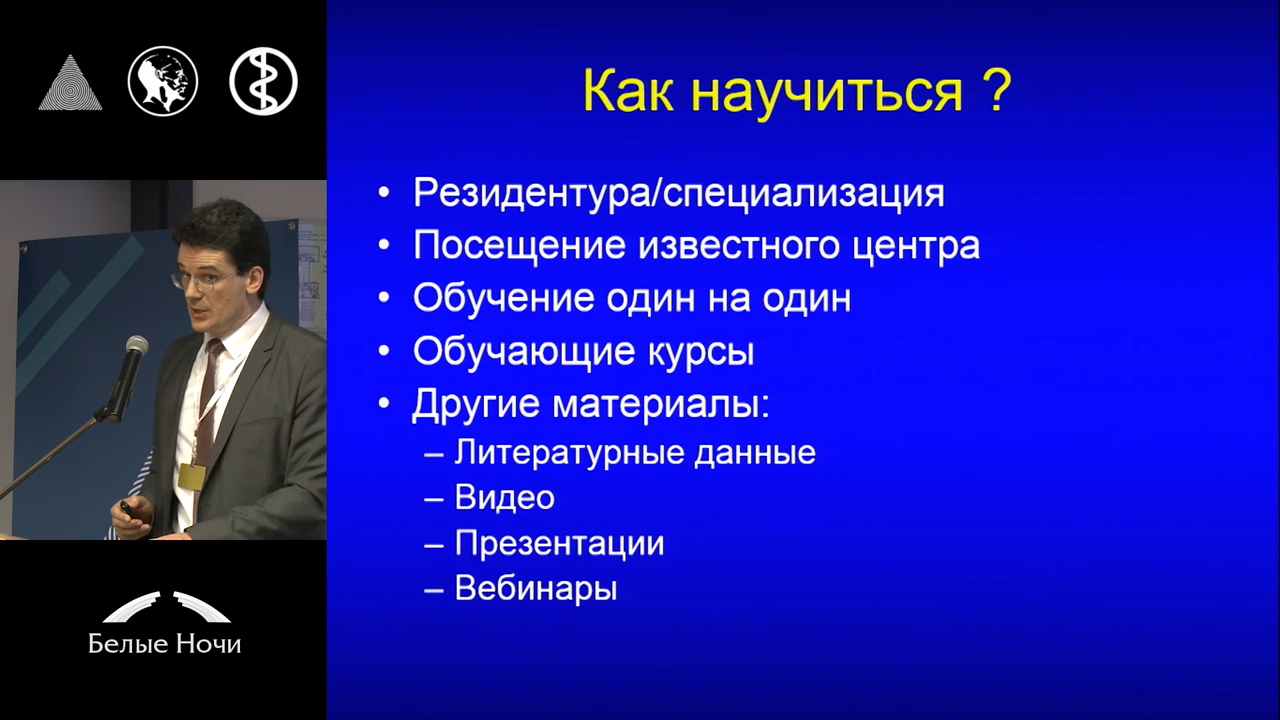 Как научиться ?
• Резидентура/специализация
• Посещение известного центра
• Обучение один на один
• Обучающие курсы
• Другие материалы:
– Литературные данные
– Видео
– Презентации
– Вебинары
Белые Ночи